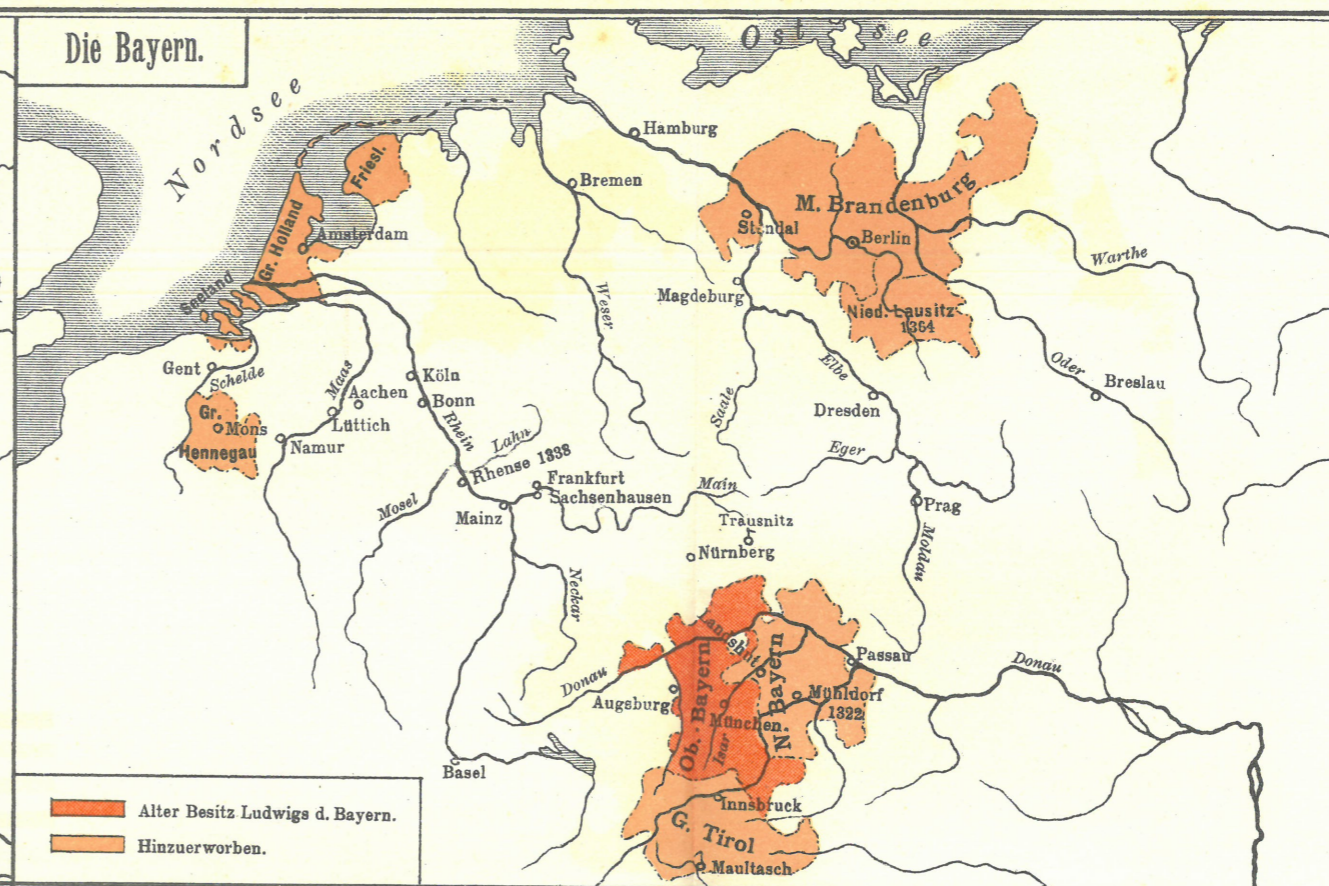 Die Bayern.
Nordsee
Ostsee
Hamburg
Friesl.
Bremen
M. Brandenburg
Stendal
Berlin
Gr. Holland
Amsterdam
Warthe
Seeland
Magdeburg
Weser
Nied. Lausitz
1364
Gent
Schelde
Maas
Köln
Aachen
Bonn
Elbe
Oder
Breslau
Dresden
Saale
Gr.
Mons
Hennegau
Lüttich
Namur
Rhein
Lahn
Eger
Rhense 1338
Frankfurt
Sachsenhausen
Main
Mosel
Mainz
Prag
Trausnitz
Nürnberg
Moldau
Neckar
Landshut
Passau
Donau
Donau
Augsburg
Ob. Bayern
N. Bayern
Mühldorf
1322
München
Isar
Basel
Innsbruck
G. Tirol
Maultasch
Alter Besitz Ludwigs d. Bayern.
Hinzuerworben.